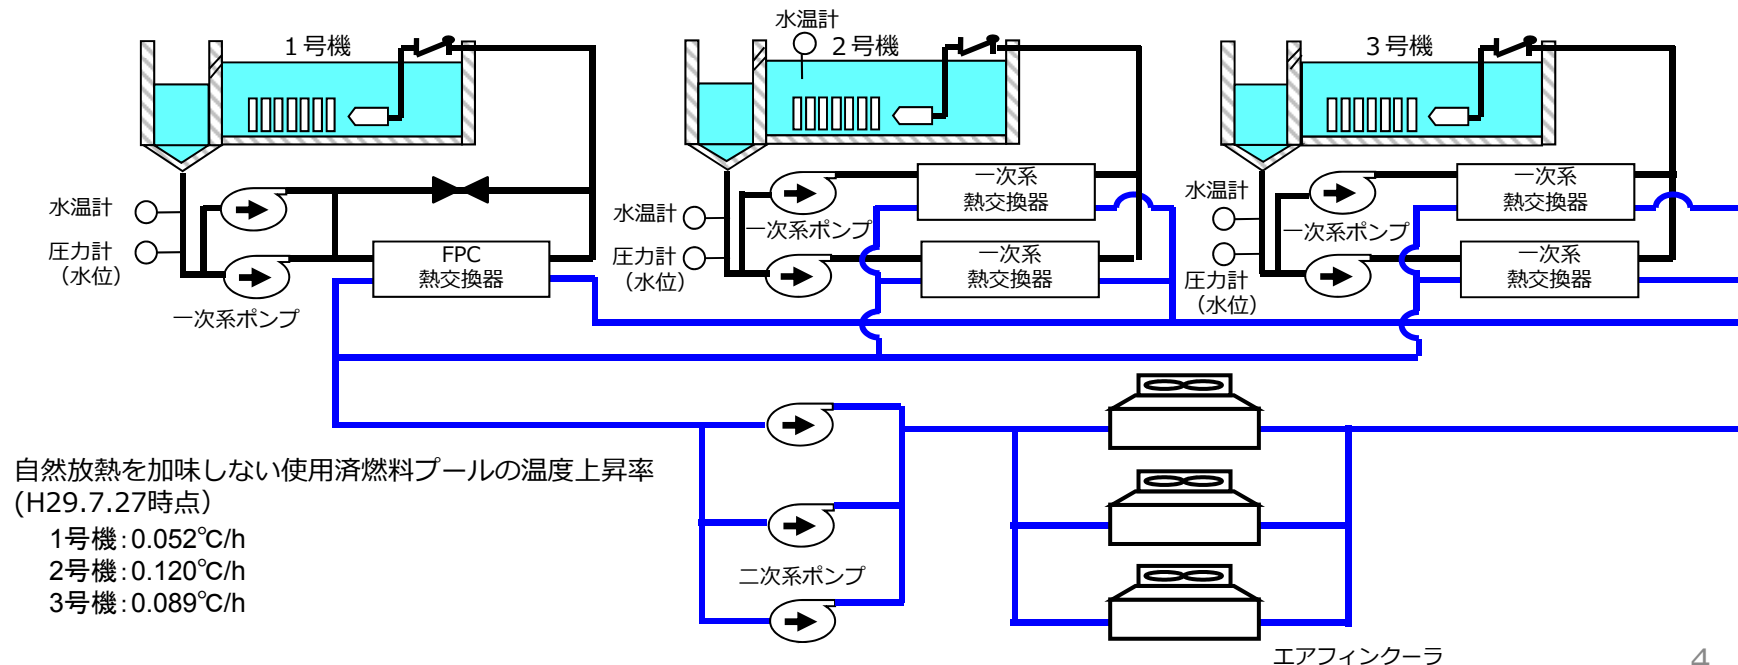 水温計
1号機
2号機
3号機
水温計
圧力計
(水位)
一次系ポンプ
FPC
熱交換器
水温計
圧力計
(水位)
一次系ポンプ
一次系
熱交換器
一次系
熱交換器
水温計
圧力計
(水位)
一次系ポンプ
一次系
熱交換器
一次系
熱交換器
自然放熱を加味しない使用済燃料プールの温度上昇率
(H29.7.27時点)
1号機:0.052℃/h
2号機:0.120℃/h
3号機:0.089℃/h
二次系ポンプ
エアフィンクーラ
4